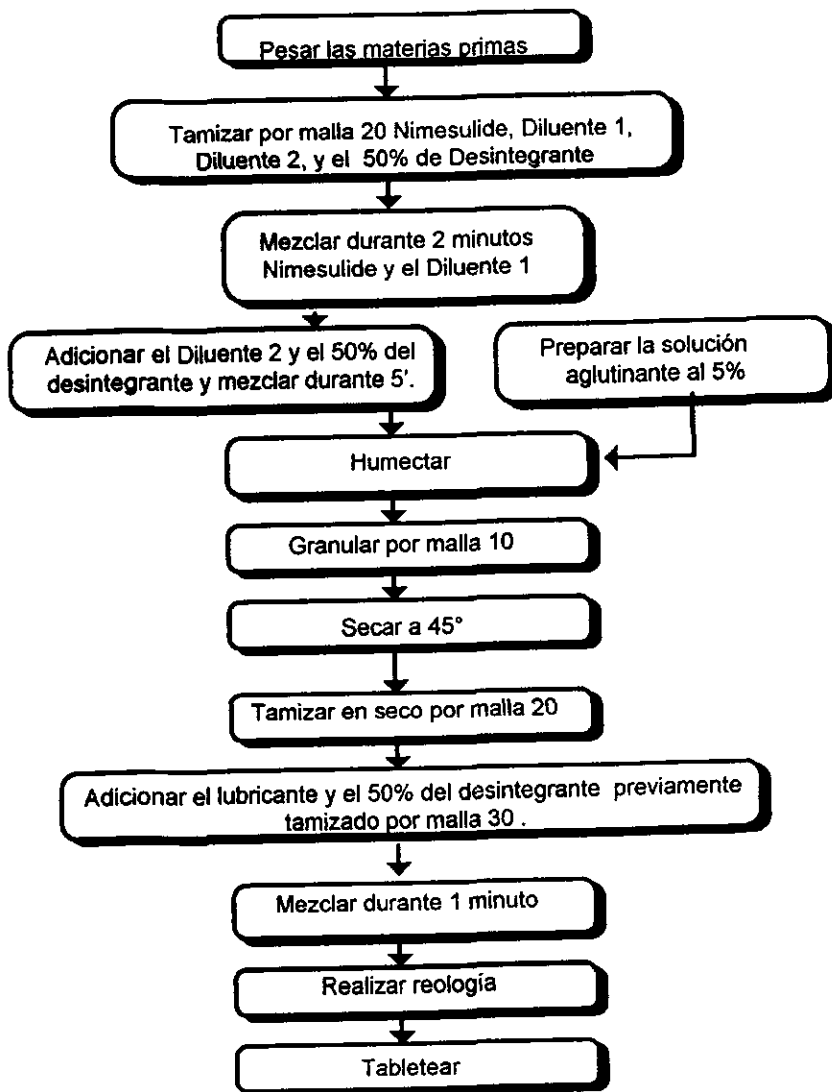 Pesar las materias primas
Tamizar por malla 20 Nimesulide, Diluente 1,
Diluente 2, y el 50% de Desintegrante
Mezclar durante 2 minutos
Nimesulide y el Diluente 1
Adicionar el Diluente 2 y el 50% del
desintegrante y mezclar durante 5'.
Preparar la solución
aglutinante al 5%
Humectar
Granular por malla 10
Secar a 45°
Tamizar en seco por malla 20
Adicionar el lubricante y el 50% del desintegrante previamente
tamizado por malla 30 .
Mezclar durante 1 minuto
Realizar reología
Tabletear